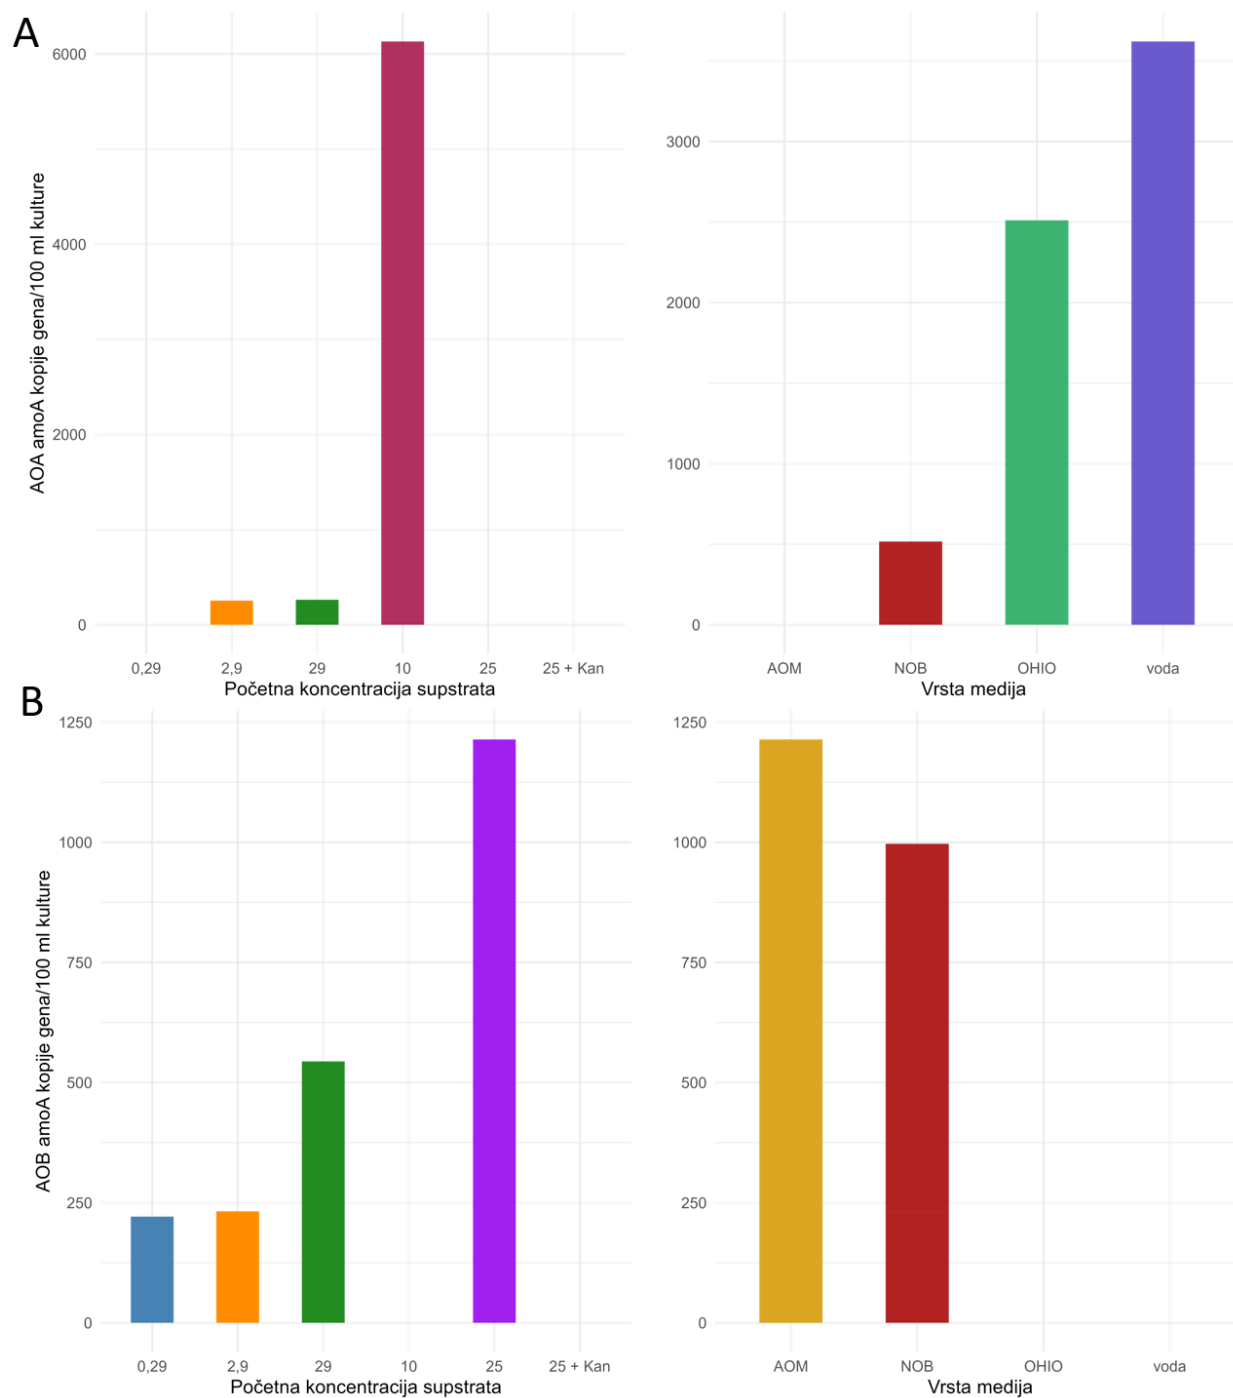 A
AOA amoA kopije gena/100 ml kulture
6000
4000
2000
0
0,29 2,9 29 10 25 25 + Kan
Početna koncentracija supstrata
3000
2000
1000
0
AOM NOB OHIO voda
Vrsta medija
B
AOB amoA kopije gena/100 ml kulture
1250
1000
750
500
250
0
0,29 2,9 29 10 25 25 + Kan
Početna koncentracija supstrata
1250
1000
750
500
250
0
AOM NOB OHIO voda
Vrsta medija